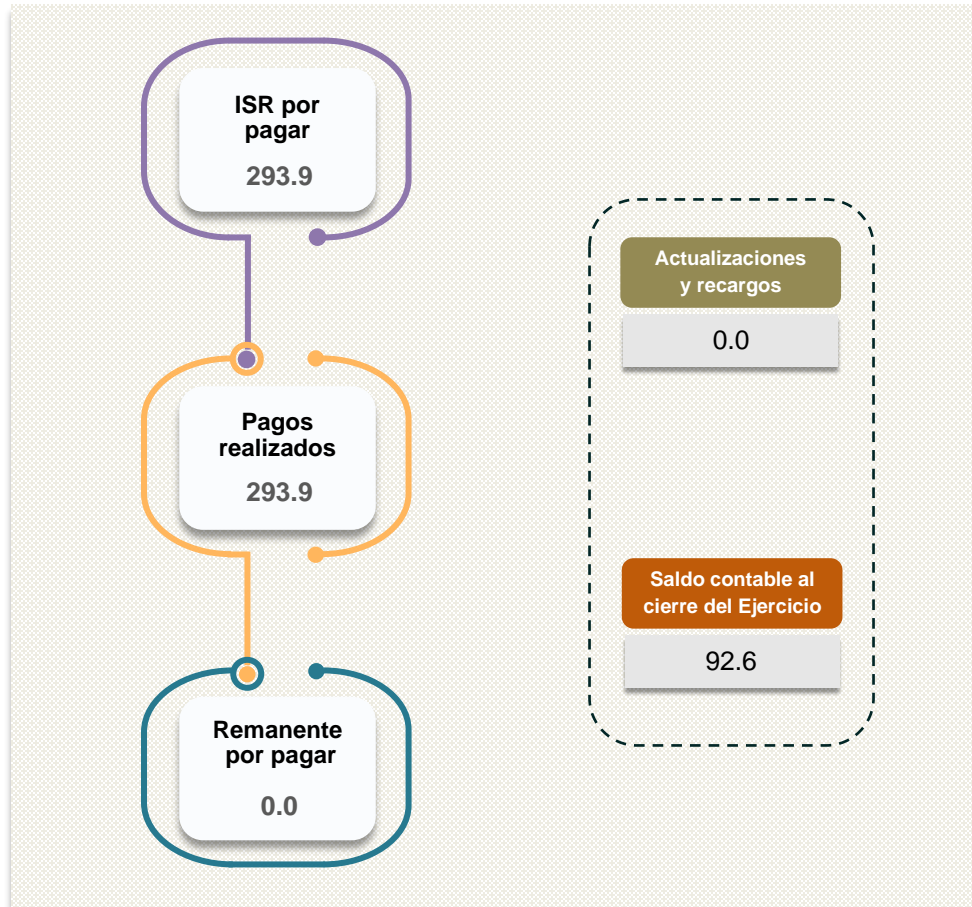 ISR por
pagar
293.9
Pagos
realizados
293.9
Remanente
por pagar
0.0
Actualizaciones
y recargos
0.0
Saldo contable al
cierre del Ejercicio
92.6